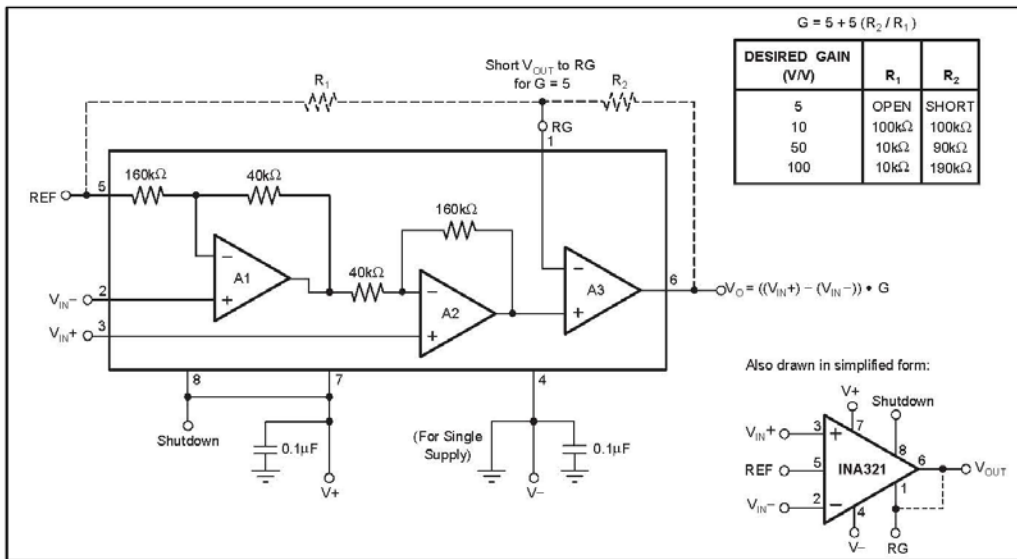 G = 5 + 5 (R2 / R1)
DESIRED GAIN (V/V) R1 R2
5 OPEN SHORT
10 100kΩ 100kΩ
50 10kΩ 90kΩ
100 10kΩ 190kΩ
Short VOUT to RG
for G = 5
R1
R2
RG
1
160kΩ
40kΩ
REF
5
160kΩ
A1
40kΩ
A2
A3
6
VO = ((VIN+) − (VIN−)) • G
VIN−
2
VIN+
3
−
+
−
+
−
+
8
7
4
Shutdown
0.1µF
V+
(For Single
Supply)
0.1µF
V−
Also drawn in simplified form:
V+
Shutdown
VIN+
3
+
7
8
REF
5
INA321
6
VOUT
VIN−
2
−
4
1
V−
RG